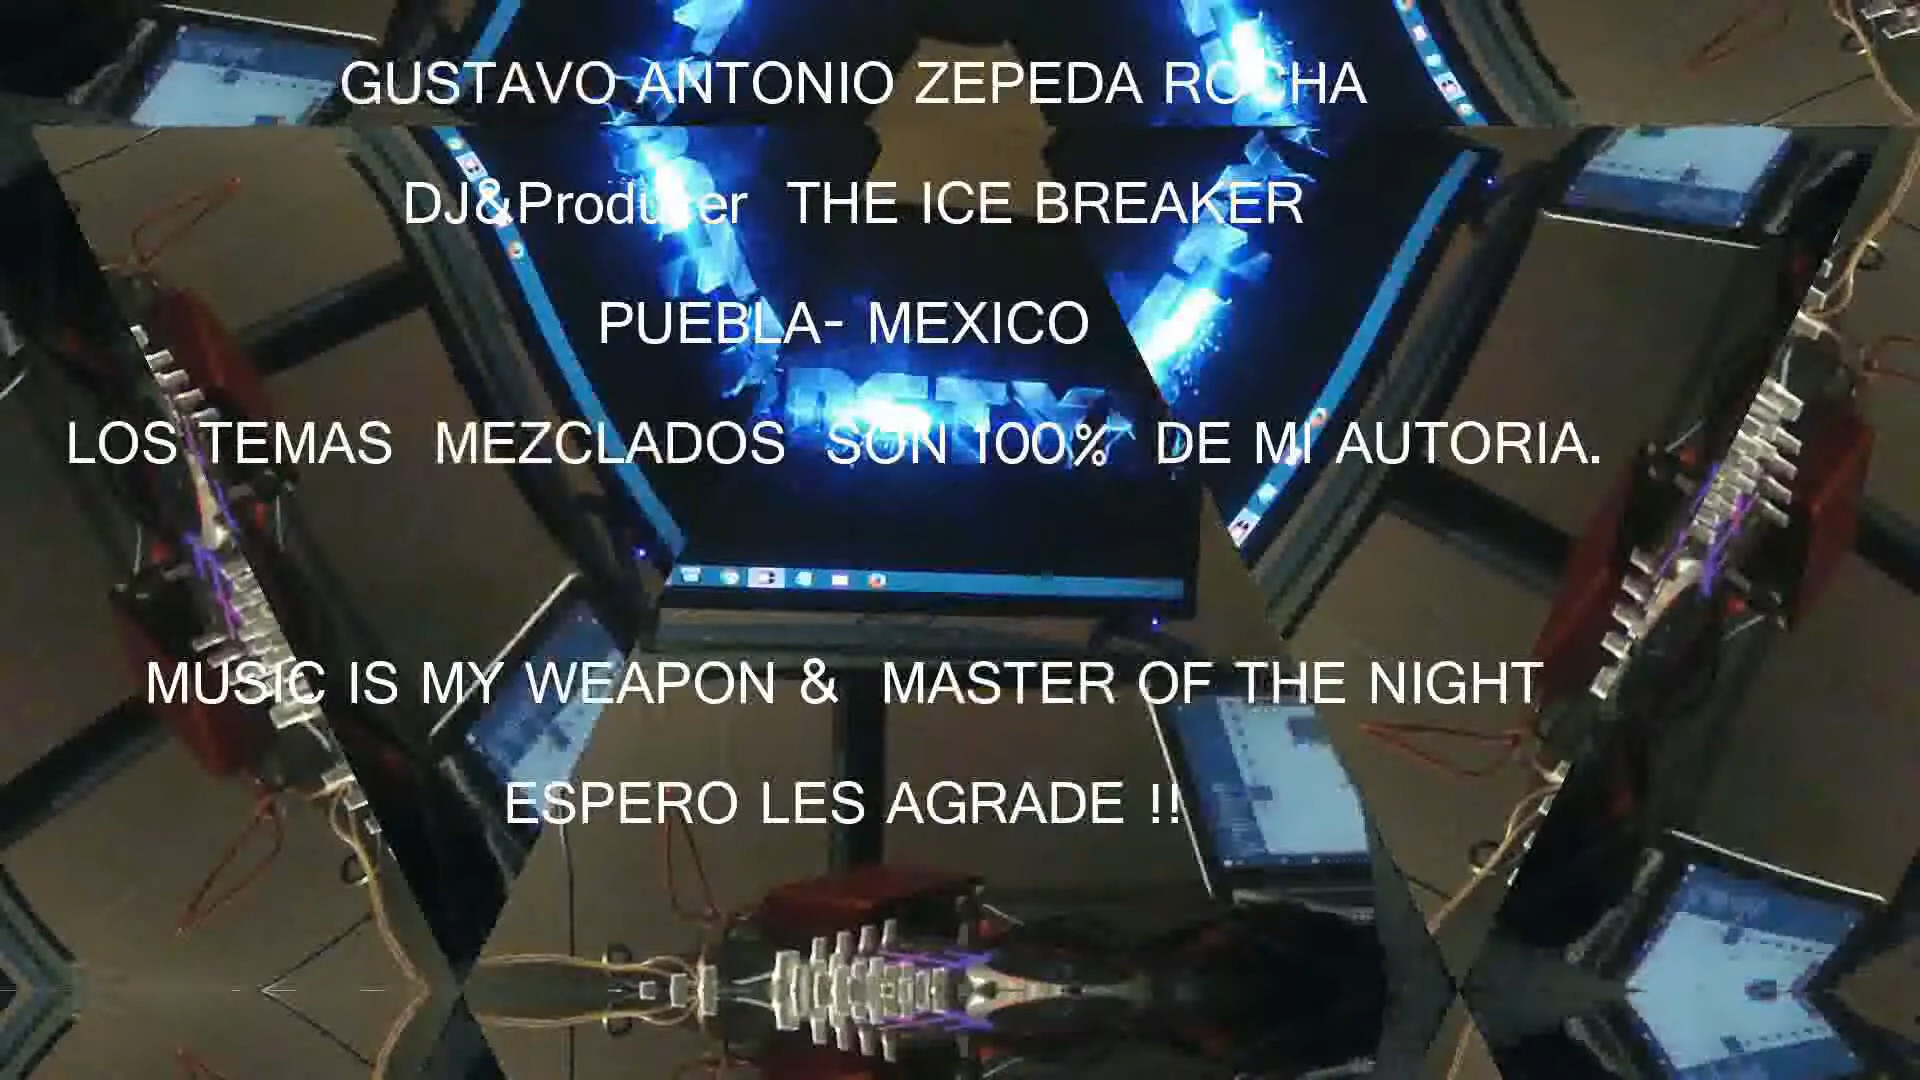 GUSTAVO ANTONIO ZEPEDA ROCHA
DJ&Producer THE ICE BREAKER
PUEBLA- MEXICO
LOS TEMAS MEZCLADOS SON 100% DE MI AUTORIA.
MUSIC IS MY WEAPON & MASTER OF THE NIGHT
ESPERO LES AGRADE !!